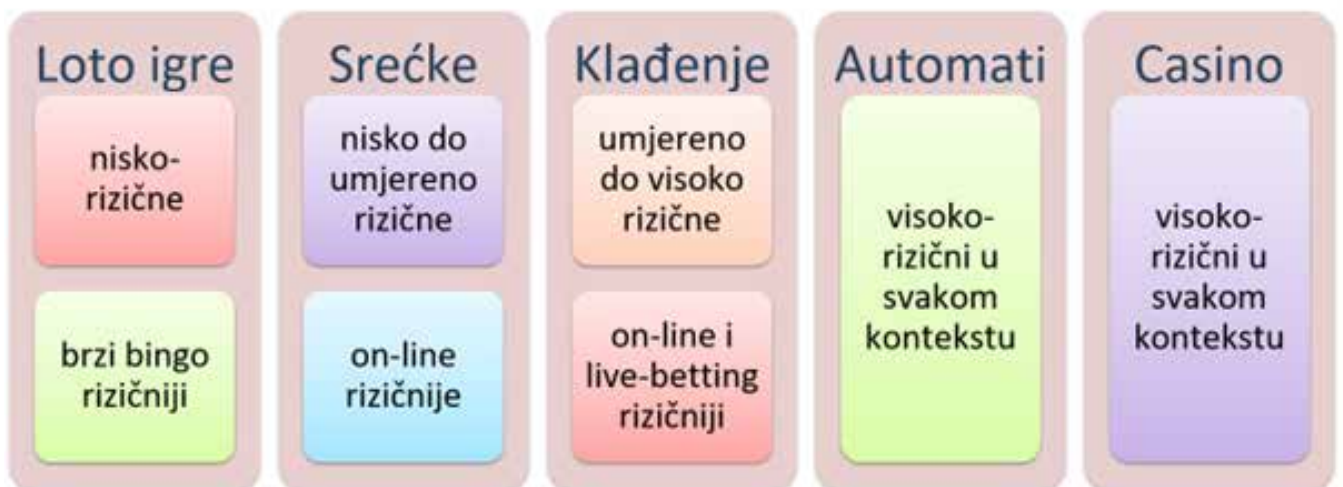 Loto igre
nisko-
rizične
brzi bingo
rizičniji
Srećke
nisko do
umjereno
rizične
on-line
rizičnije
Klađenje
umjereno
do visoko
rizične
on-line i
live-betting
rizičniji
Automati
visoko-
rizični u
svakom
kontekstu
Casino
visoko-
rizični u
svakom
kontekstu